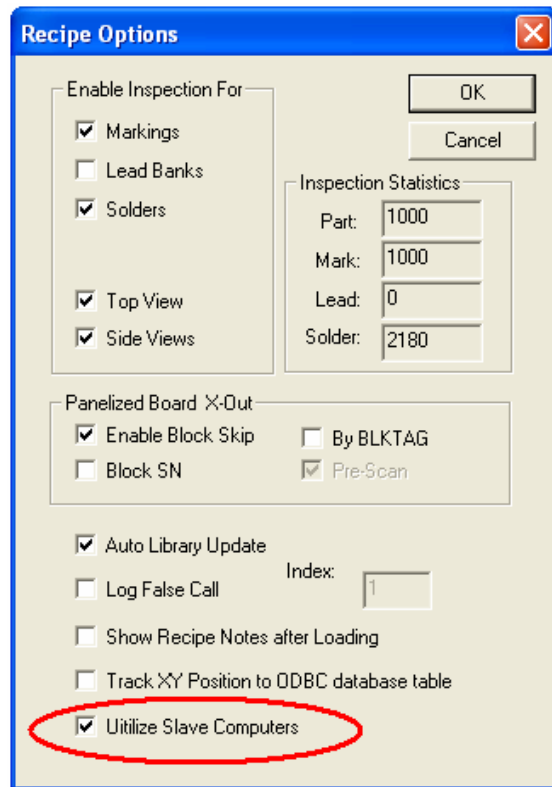 Recipe Options
Enable Inspection For
OK
Markings
Cancel
Lead Banks
Inspection Statistics
Solders
Part: 1000
Mark: 1000
Top View
Lead: 0
Side Views
Solder: 2180
Panelized Board X-Out
Enable Block Skip
By BLKTAG
Block SN
Pre-Scan
Auto Library Update
Index: 1
Log False Call
Show Recipe Notes after Loading
Track XY Position to ODBC database table
Uitilize Slave Computers